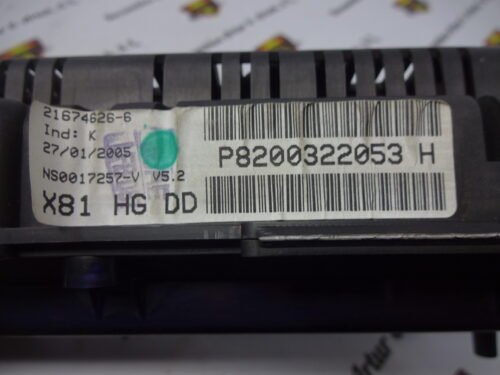 21674626-6
Ind: K
27/01/2005
NS0017257-V V5.2
X81 HG DD
P8200322053 H